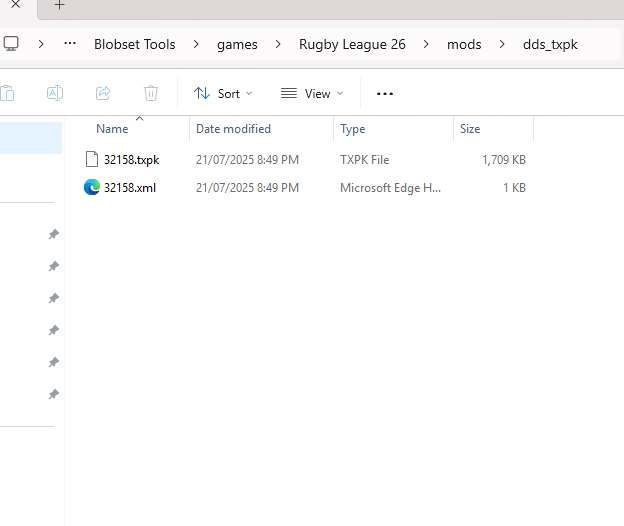 Blobset Tools > games > Rugby League 26 > mods > dds_txpk
Sort View
Name Date modified Type Size
32158.txpk 21/07/2025 8:49 PM TXPK File 1,709 KB
32158.xml 21/07/2025 8:49 PM Microsoft Edge H... 1 KB